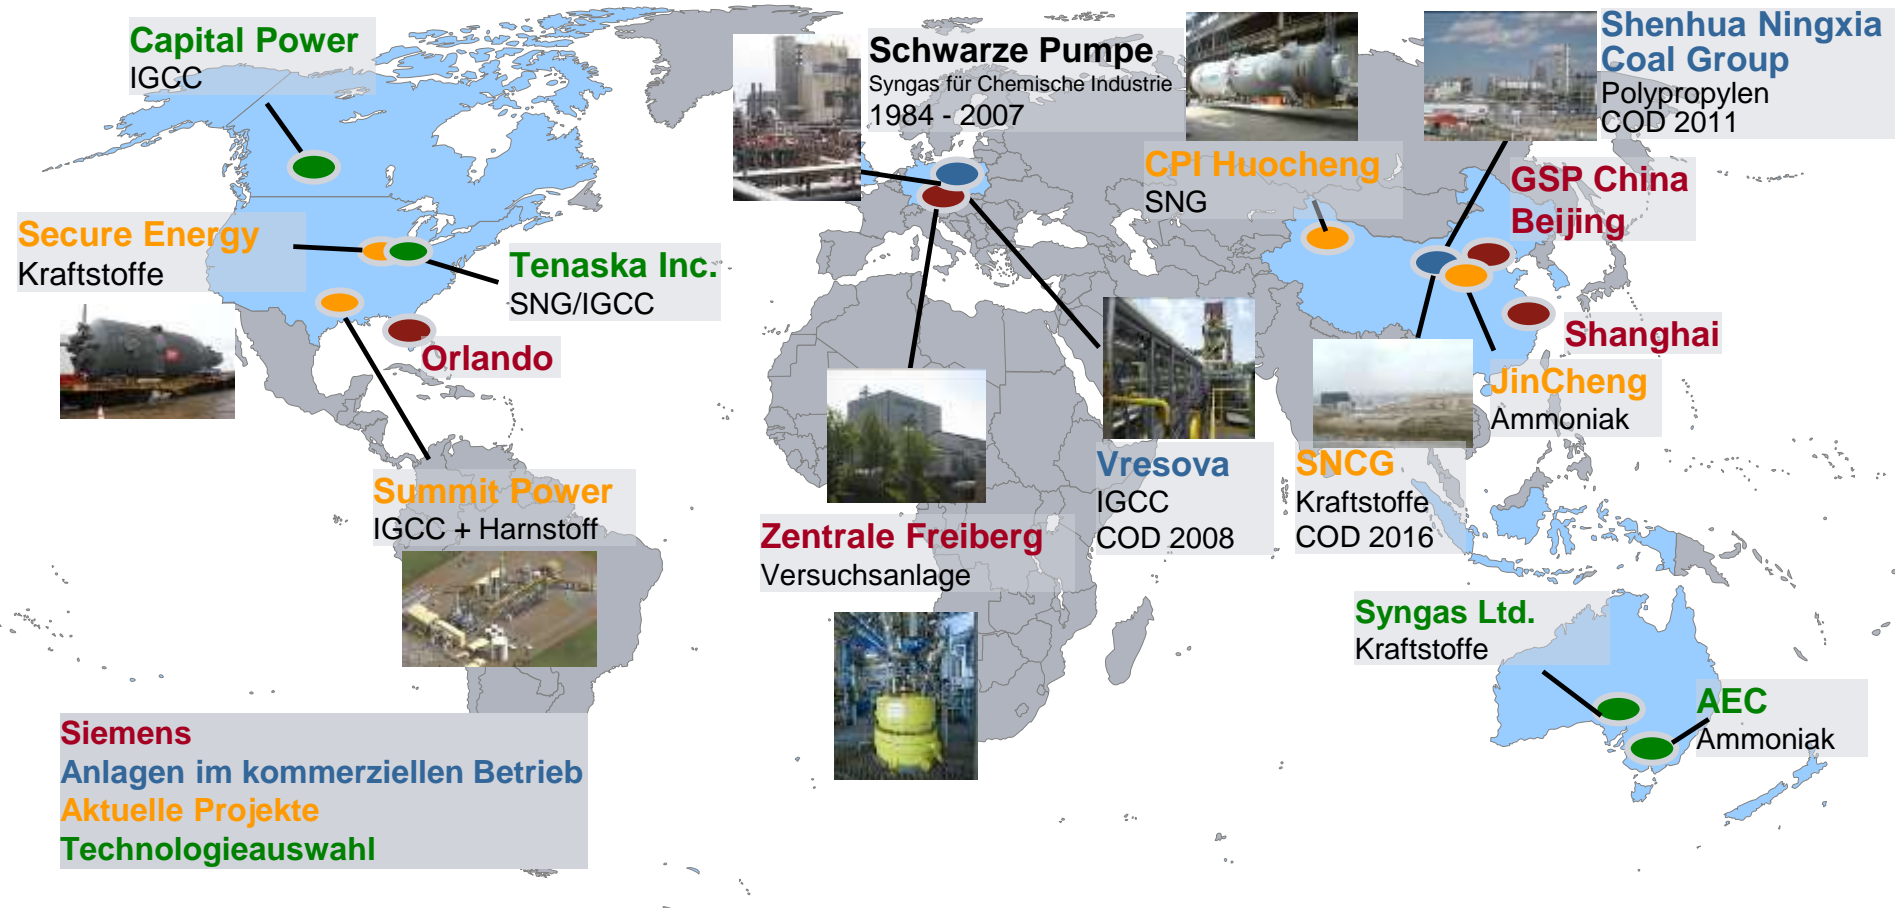 Capital Power
IGCC
Schwarze Pumpe
Syngas für Chemische Industrie
1984 - 2007
Shenhua Ningxia
Coal Group
Polypropylen
COD 2011
CPI Huocheng
SNG
GSP China
Beijing
Secure Energy
Kraftstoffe
Tenaska Inc.
SNG/IGCC
Orlando
Shanghai
JinCheng
Ammoniak
Summit Power
IGCC + Harnstoff
Zentrale Freiberg
Versuchsanlage
Vresova
IGCC
COD 2008
SNCG
Kraftstoffe
COD 2016
Syngas Ltd.
Kraftstoffe
AEC
Ammoniak
Siemens
Anlagen im kommerziellen Betrieb
Aktuelle Projekte
Technologieauswahl